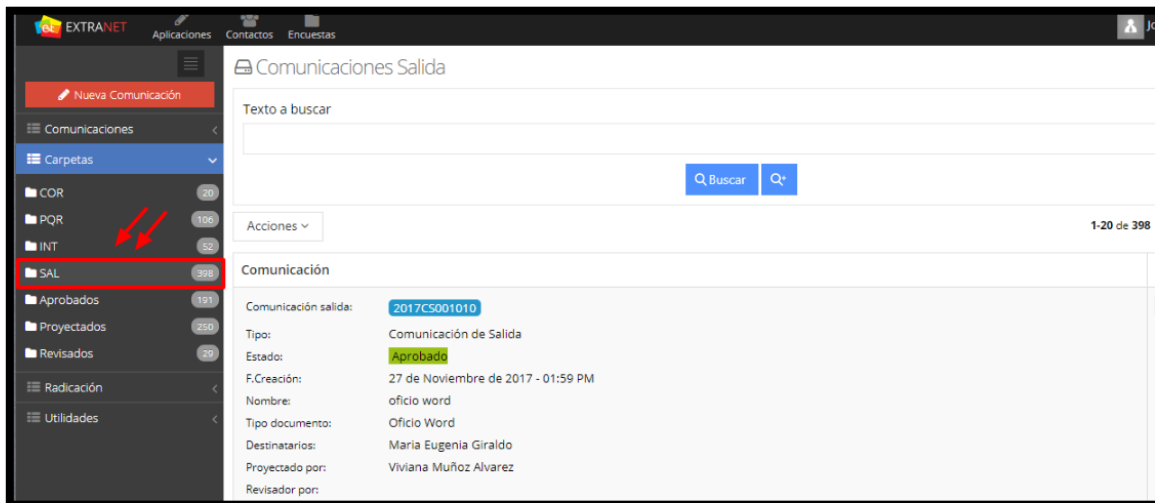 EXTRANET
Aplicaciones Contactos Encuestas
Nueva Comunicación
Comunicaciones
Carpetas
COR 20
PQR 106
INT 52
SAL 398
Aprobados 191
Proyectados 250
Revisados 29
Radicación
Utilidades
Comunicaciones Salida
Texto a buscar
Buscar
Acciones
1-20 de 398
Comunicación
Comunicación salida: 2017CS001010
Tipo: Comunicación de Salida
Estado: Aprobado
F.Creación: 27 de Noviembre de 2017 - 01:59 PM
Nombre: oficio word
Tipo documento: Oficio Word
Destinatarios: Maria Eugenia Giraldo
Proyectado por: Viviana Muñoz Alvarez
Revisador por: